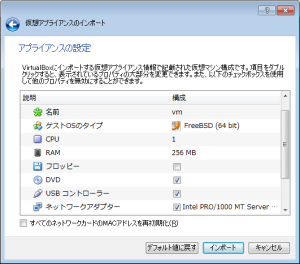 仮想アプライアンスのインポート
アプライアンスの設定
VirtualBoxにインポートする仮想アプライアンス情報で記載された仮想マシン構成です。項目をダブル
クリックすると、表示されているプロパティの大部分を変更できます。また、以下のチェックボックスを使用
して他のプロパティを無効にすることができます。
説明 構成
名前 vm
ゲストOSのタイプ FreeBSD (64 bit)
CPU 1
RAM 256 MB
フロッピー
DVD
USB コントローラー
ネットワークアダプター Intel PRO/1000 MT Server ...
すべてのネットワークカードのMACアドレスを再初期化(R)
デフォルト値に戻す インポート キャンセル